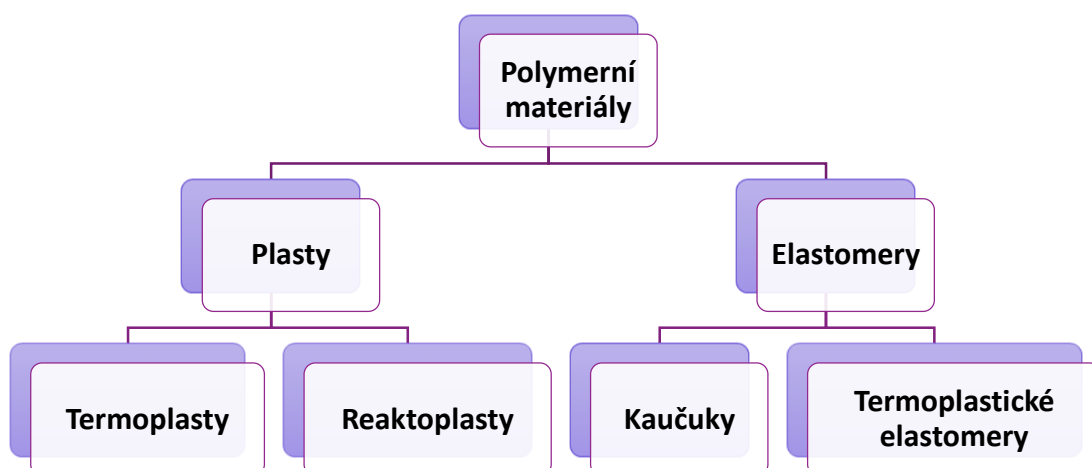 Polymerní
materiály
Plasty
Elastomery
Termoplasty
Reaktoplasty
Kaučuky
Termoplastické
elastomery